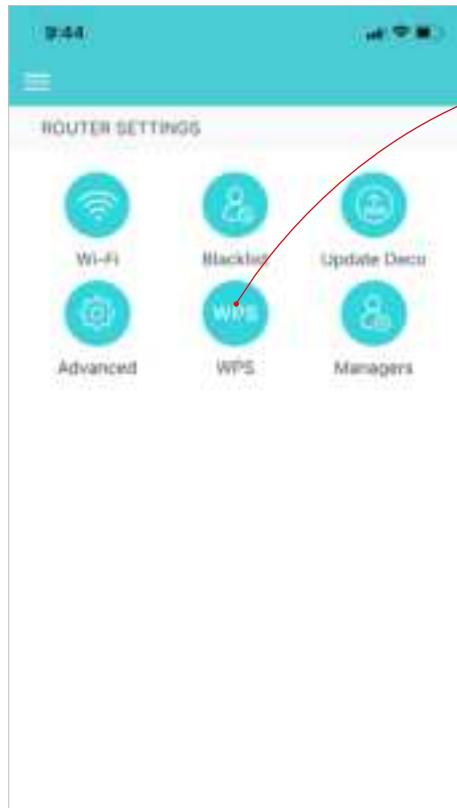 9:44
ROUTER SETTINGS
Wi-Fi Blacklist Update Deco
WPS
Advanced WPS Managers